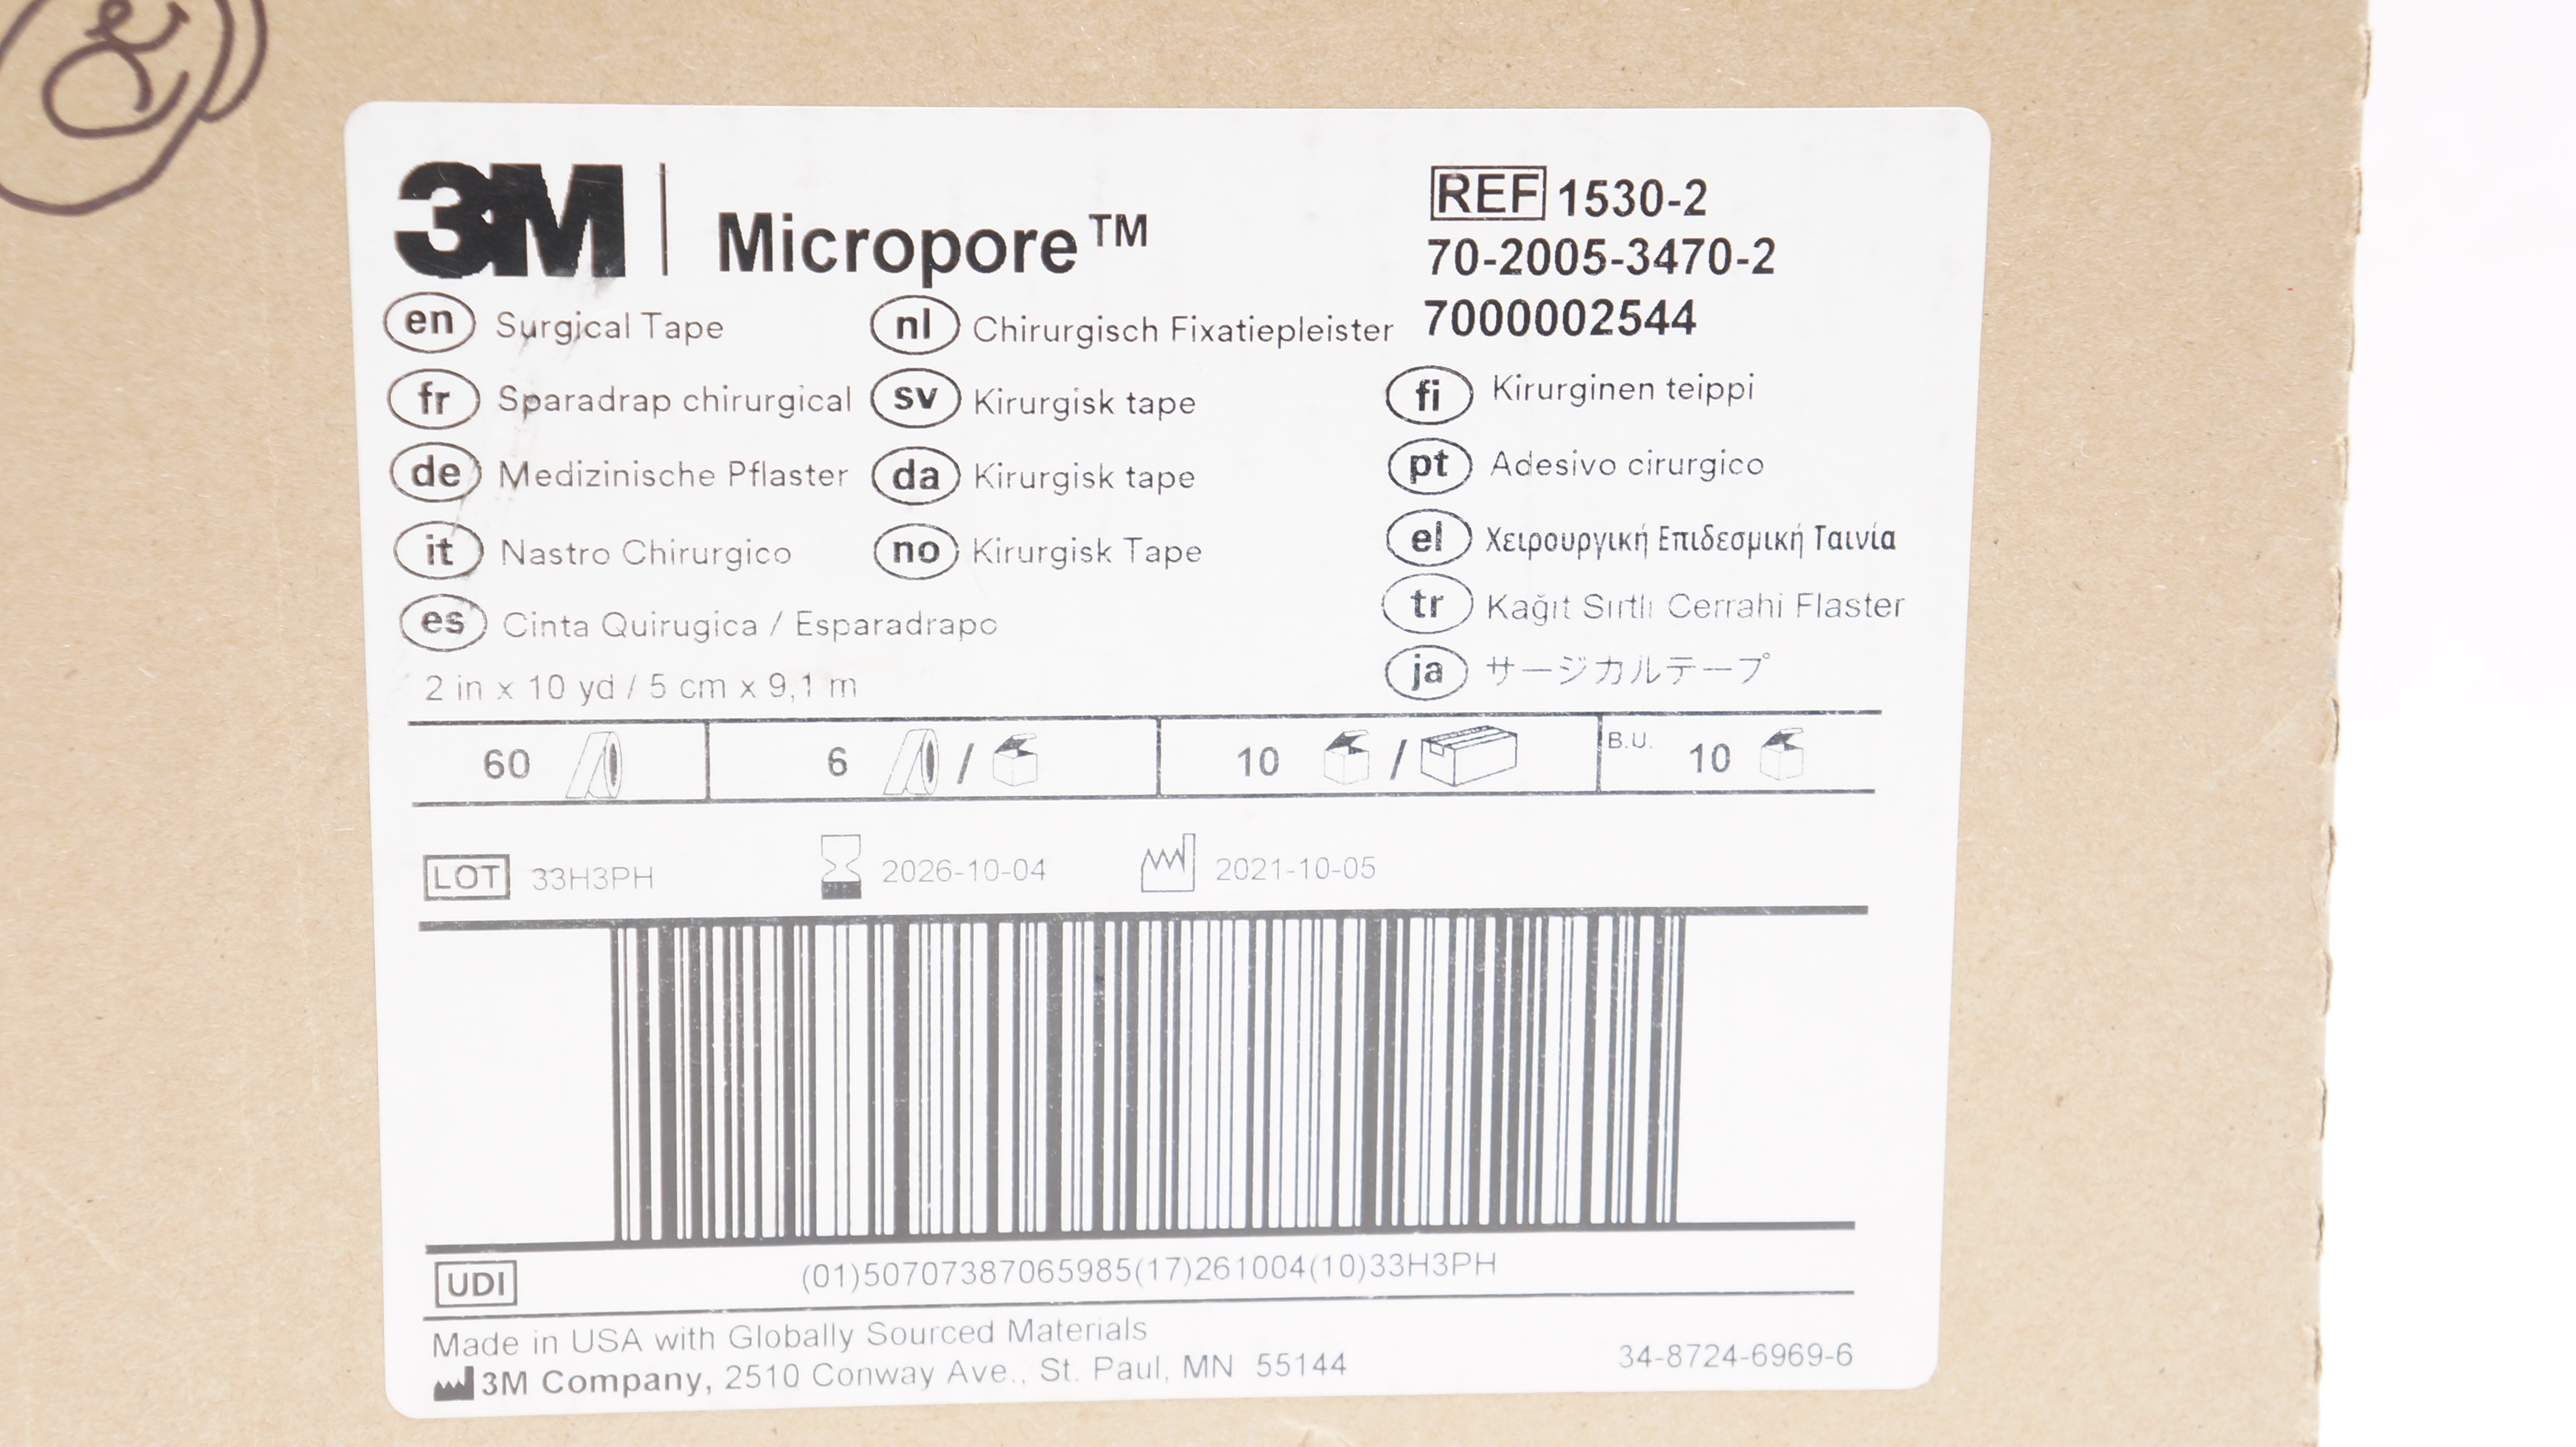 3M | Micropore™
REF 1530-2
70-2005-3470-2
7000002544
en Surgical Tape
fr Sparadrap chirurgical
de Medizinische Pflaster
it Nastro Chirurgico
es Cinta Quirugica / Esparadrapo
nl Chirurgisch Fixatiepleister
sv Kirurgisk tape
da Kirurgisk tape
no Kirurgisk Tape
fi Kirurginen teippi
pt Adesivo cirurgico
el Χειρουργική Επιδεσμική Ταινία
tr Kağıt Sırtlı Cerrahi Flaster
ja サージカルテープ
2 in x 10 yd / 5 cm x 9,1 m
60 6 / 10 / B.U. 10
LOT 33H3PH 2026-10-04 2021-10-05
UDI (01)50707387065985(17)261004(10)33H3PH
Made in USA with Globally Sourced Materials
3M Company, 2510 Conway Ave., St. Paul, MN 55144
34-8724-6969-6